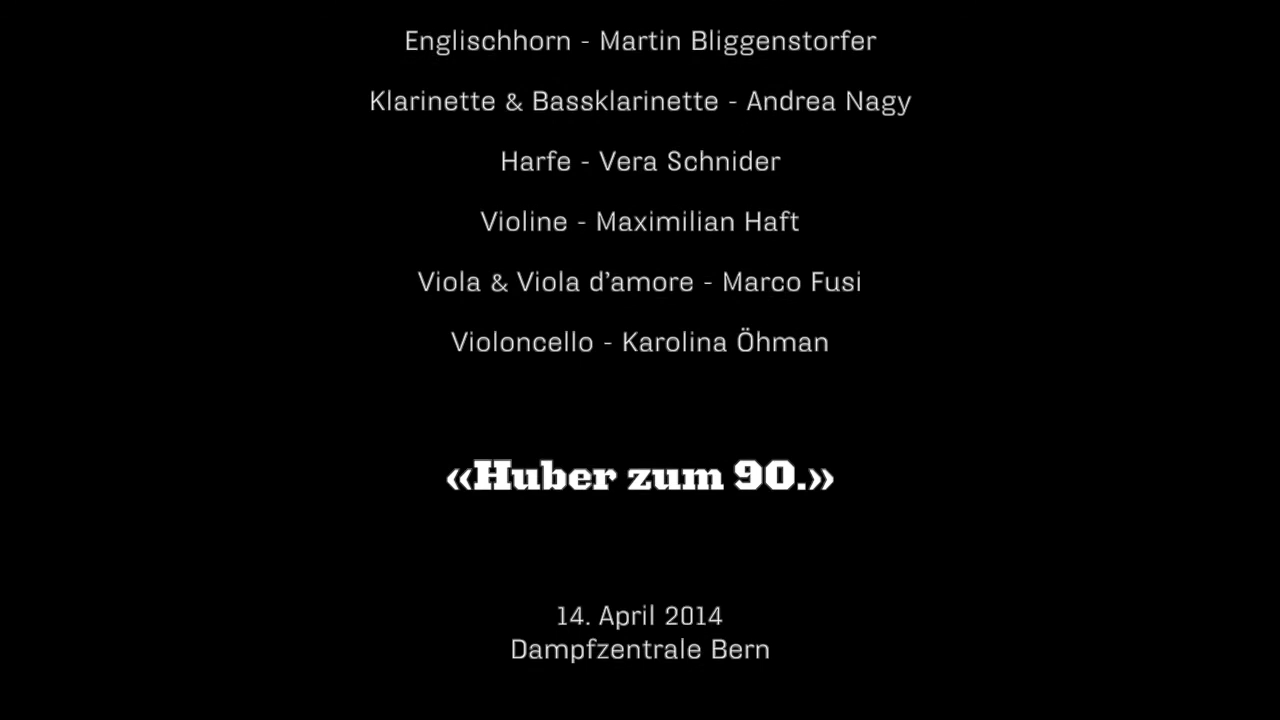 Englischhorn - Martin Bliggenstorfer
Klarinette & Bassklarinette - Andrea Nagy
Harfe - Vera Schnider
Violine - Maximilian Haft
Viola & Viola d’amore - Marco Fusi
Violoncello - Karolina Öhman
«Huber zum 90.»
14. April 2014
Dampfzentrale Bern